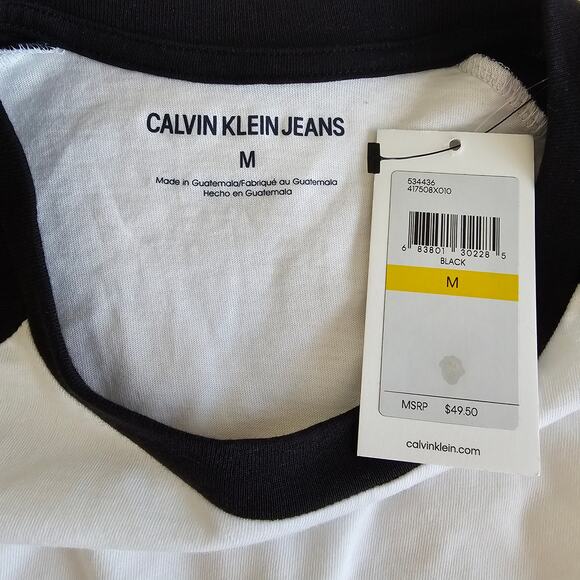 CALVIN KLEIN JEANS
M
Made in Guatemala/Fabriqué au Guatemala
Hecho en Guatemala
534436
417508X010
6 83801 30228 5
BLACK
M
MSRP $49.50
calvinklein.com